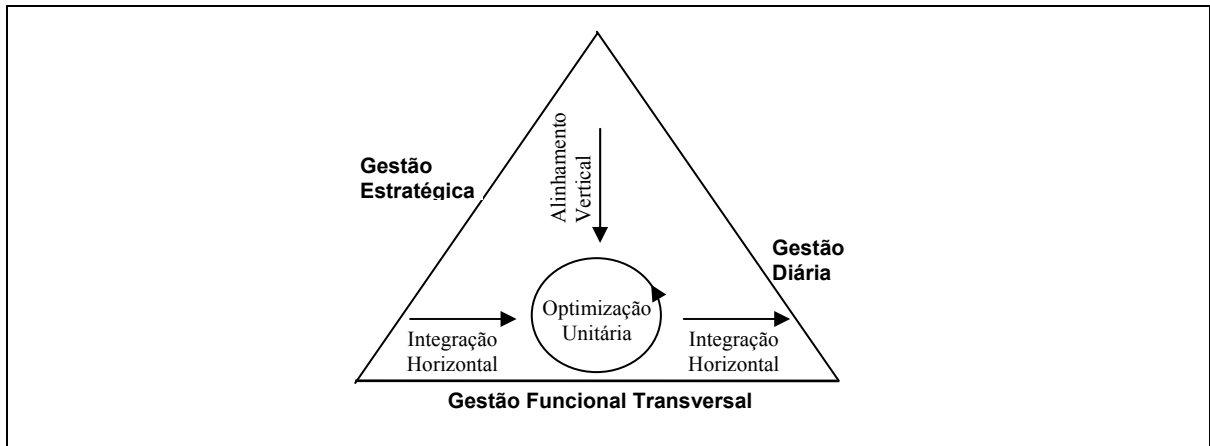 Alinhamento
Vertical
Gestão
Estratégica
Gestão
Diária
Optimização
Unitária
Integração
Horizontal
Integração
Horizontal
Gestão Funcional Transversal